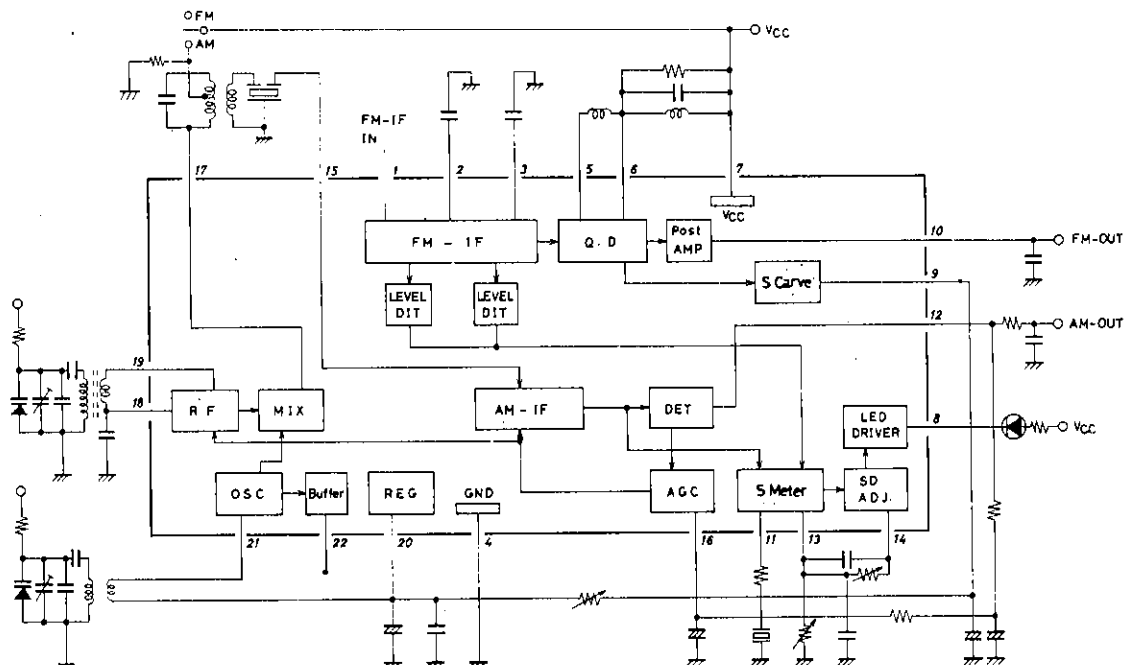 FM
AM
VCC
FM-IF
IN
17
15
1
2
3
5
6
7
VCC
FM - IF
Q.D
Post
AMP
10
FM-OUT
S Carve
9
LEVEL
DIT
LEVEL
DIT
12
AM-OUT
19
18
RF
MIX
AM-IF
DET
LED
DRIVER
8
VCC
OSC
Buffer
REG
GND
AGC
S Meter
SD
ADJ.
21
22
20
4
16
11
13
14